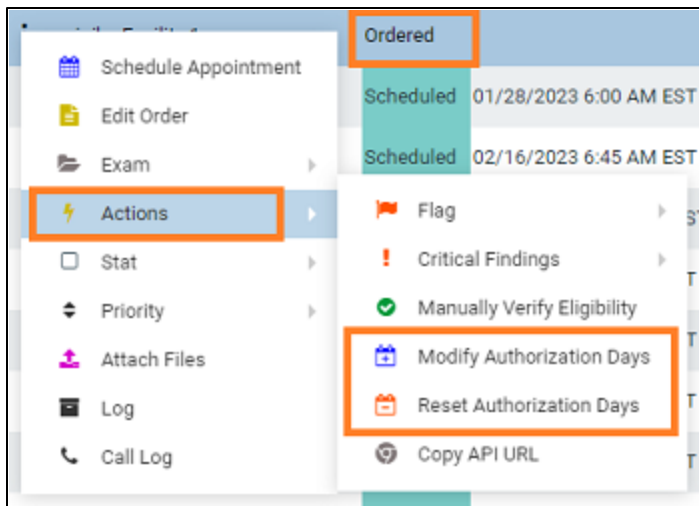 Ordered
Schedule Appointment
Edit Order
Exam
Actions
Stat
Priority
Attach Files
Log
Call Log
Scheduled 01/28/2023 6:00 AM EST
Scheduled 02/16/2023 6:45 AM EST
Flag
Critical Findings
Manually Verify Eligibility
Modify Authorization Days
Reset Authorization Days
Copy API URL